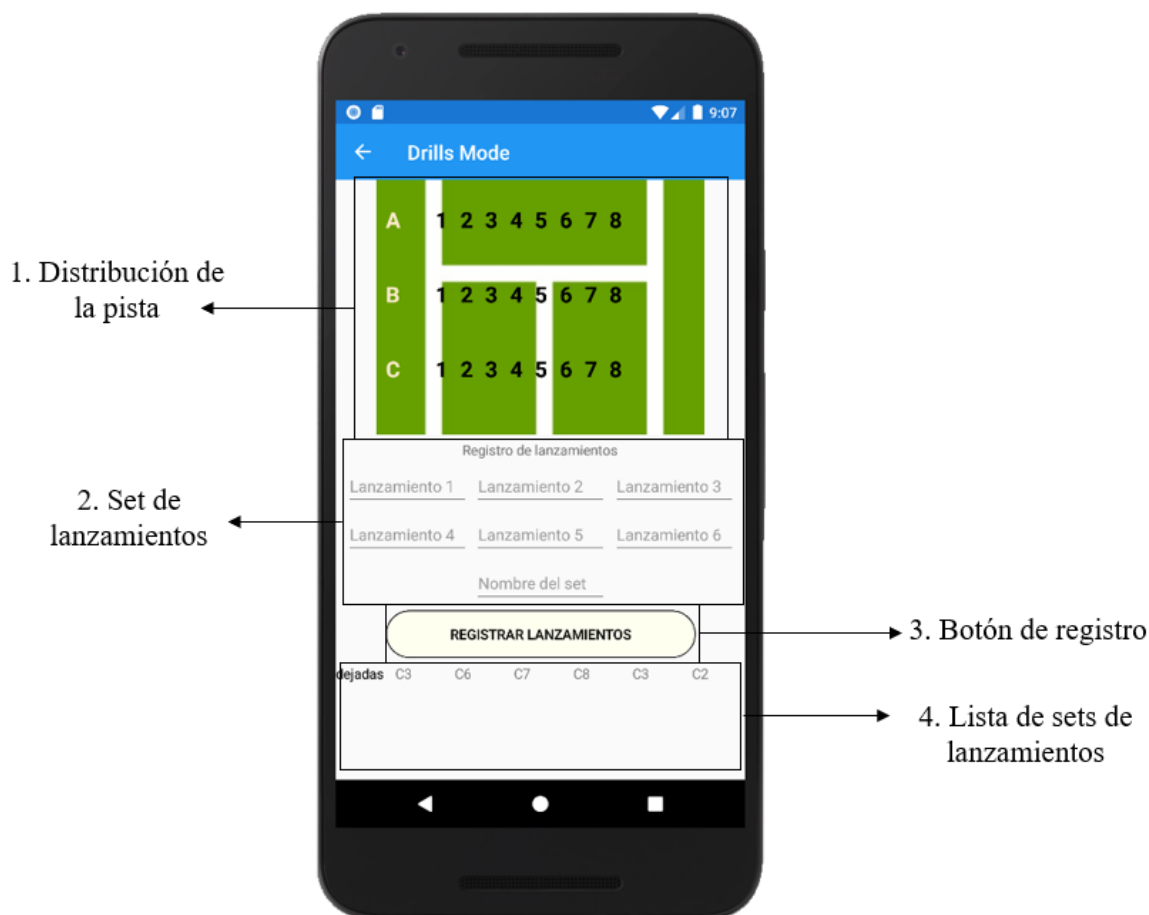 9:07
Drills Mode
A 1 2 3 4 5 6 7 8
B 1 2 3 4 5 6 7 8
C 1 2 3 4 5 6 7 8
1. Distribución de
la pista
Registro de lanzamientos
Lanzamiento 1 Lanzamiento 2 Lanzamiento 3
Lanzamiento 4 Lanzamiento 5 Lanzamiento 6
Nombre del set
2. Set de
lanzamientos
REGISTRAR LANZAMIENTOS
3. Botón de registro
dejadas C3 C6 C7 C8 C3 C2
4. Lista de sets de
lanzamientos